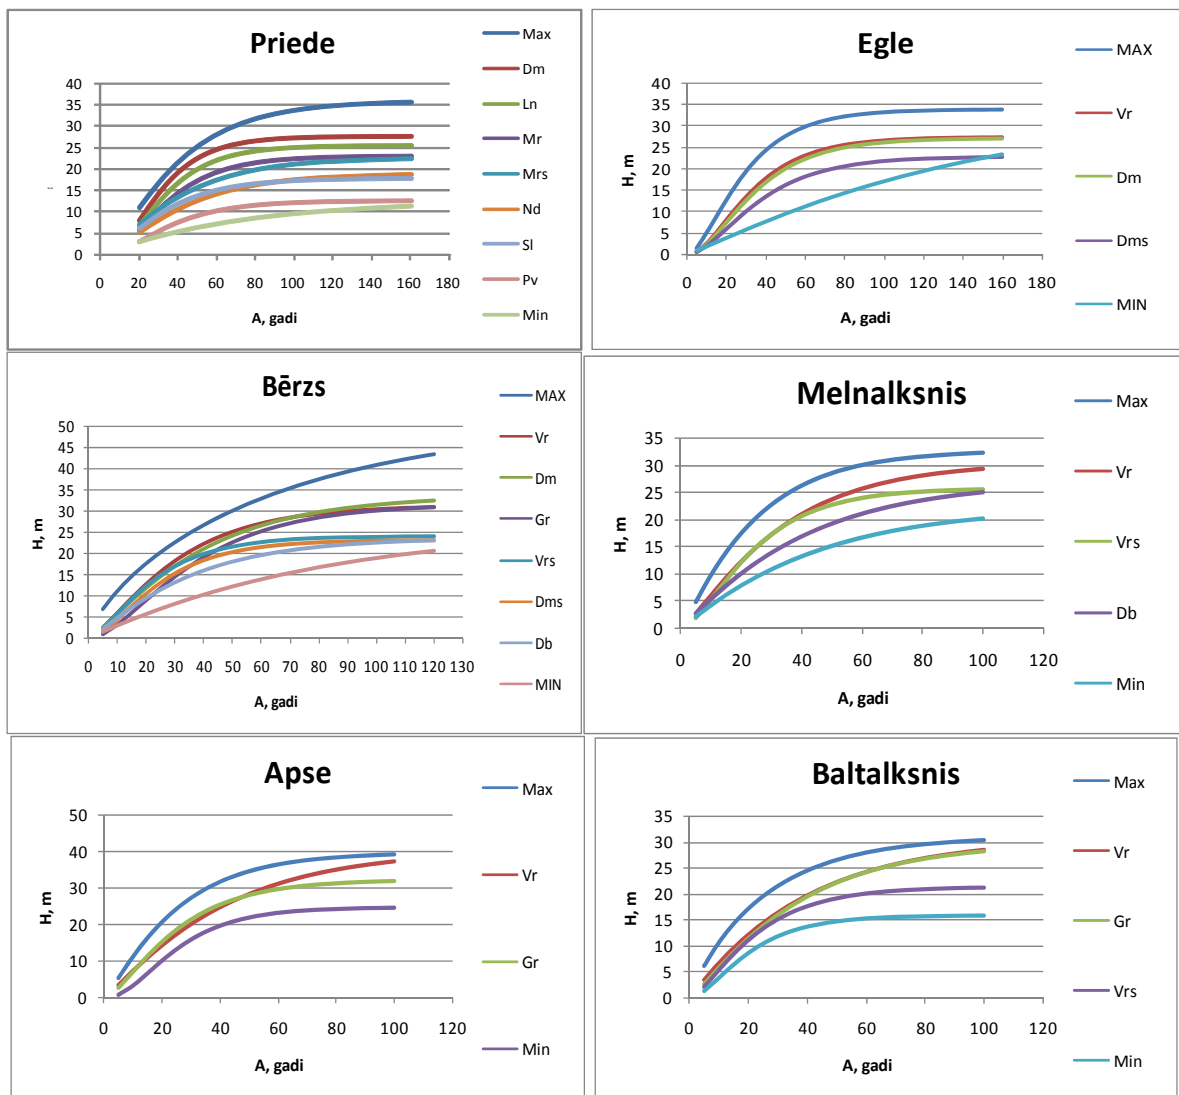 Priede
Max
Dm
Ln
Mr
Mrs
Nd
Sl
Pv
Min
40
35
30
25
20
15
10
5
0
0 20 40 60 80 100 120 140 160 180
A, gadi
Egle
MAX
Vr
Dm
Dms
MIN
H, m
40
35
30
25
20
15
10
5
0
0 20 40 60 80 100 120 140 160 180
A, gadi
Bērzs
MAX
Vr
Dm
Gr
Vrs
Dms
Db
MIN
H, m
50
45
40
35
30
25
20
15
10
5
0
0 10 20 30 40 50 60 70 80 90 100 110 120 130
A, gadi
Melnalksnis
Max
Vr
Vrs
Db
Min
H, m
35
30
25
20
15
10
5
0
0 20 40 60 80 100 120
A, gadi
Apse
Max
Vr
Gr
Min
H, m
50
40
30
20
10
0
0 20 40 60 80 100 120
A, gadi
Baltalksnis
Max
Vr
Gr
Vrs
Min
H, m
35
30
25
20
15
10
5
0
0 20 40 60 80 100 120
A, gadi